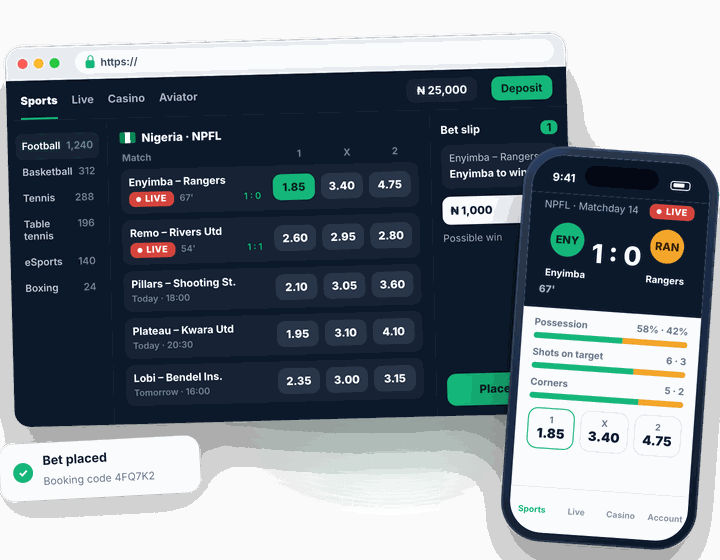 https://
Sports Live Casino Aviator ₦ 25,000 Deposit
Football 1,240
Basketball 312
Tennis 288
Table tennis 196
eSports 140
Boxing 24
Nigeria · NPFL
Match 1 X 2
Enyimba – Rangers
LIVE 67' 1 : 0
1.85 3.40 4.75
Remo – Rivers Utd
LIVE 54' 1 : 1
2.60 2.95 2.80
Pillars – Shooting St.
Today · 18:00
2.10 3.05 3.60
Plateau – Kwara Utd
Today · 20:30
1.95 3.10 4.10
Lobi – Bendel Ins.
Tomorrow · 16:00
2.35 3.00 3.15
Bet slip 1
Enyimba – Rangers
Enyimba to win
₦ 1,000
Possible win
Place
Bet placed
Booking code 4FQ7K2
9:41
NPFL · Matchday 14 LIVE
ENY 1 : 0 RAN
Enyimba Rangers
67'
Possession 58% · 42%
Shots on target 6 · 3
Corners 5 · 2
1 X 2
1.85 3.40 4.75
Sports Live Casino Account